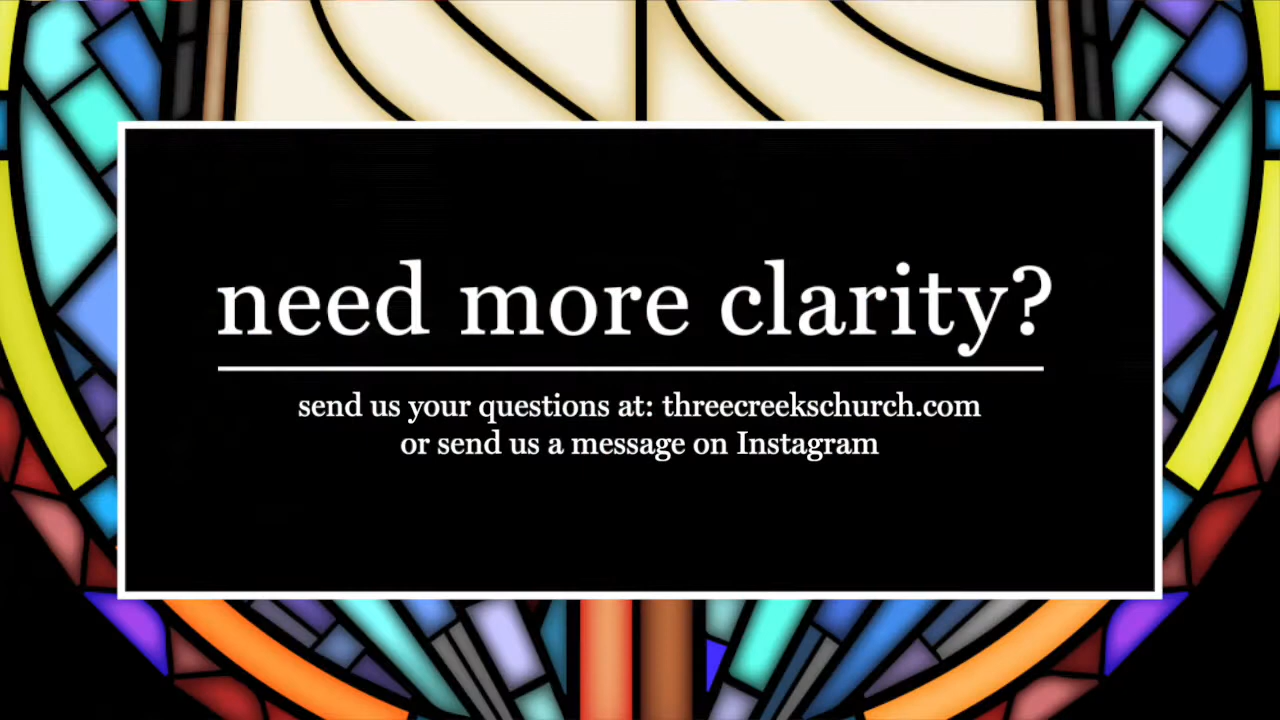 need more clarity?
send us your questions at: threecreekschurch.com
or send us a message on Instagram